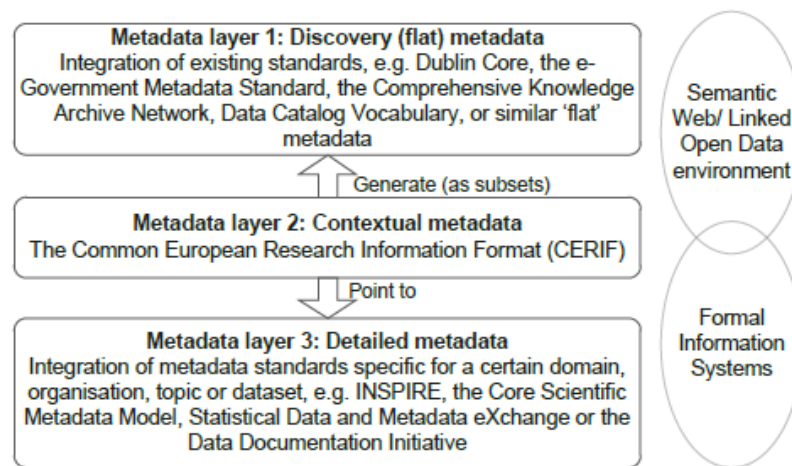 Metadata layer 1: Discovery (flat) metadata
Integration of existing standards, e.g. Dublin Core, the e-
Government Metadata Standard, the Comprehensive Knowledge
Archive Network, Data Catalog Vocabulary, or similar ‘flat’
metadata
Semantic
Web/ Linked
Open Data
environment
Generate (as subsets)
Metadata layer 2: Contextual metadata
The Common European Research Information Format (CERIF)
Point to
Metadata layer 3: Detailed metadata
Integration of metadata standards specific for a certain domain,
organisation, topic or dataset, e.g. INSPIRE, the Core Scientific
Metadata Model, Statistical Data and Metadata eXchange or the
Data Documentation Initiative
Formal
Information
Systems